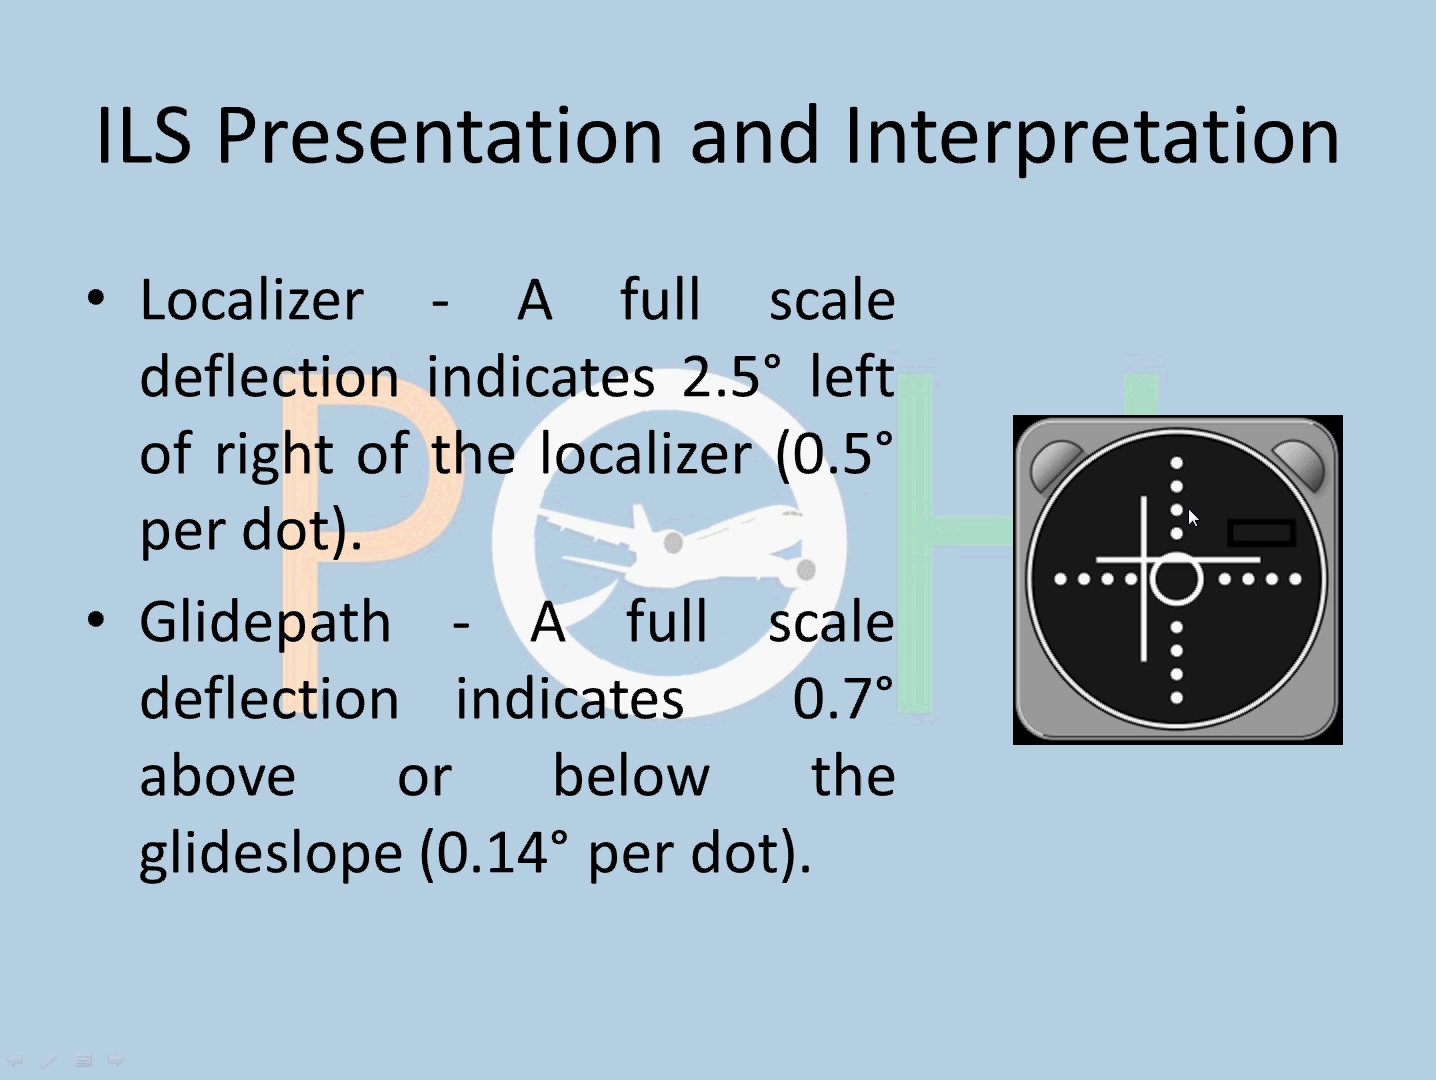 ILS Presentation and Interpretation
• Localizer - A full scale
deflection indicates 2.5° left
of right of the localizer (0.5°
per dot).
• Glidepath - A full scale
deflection indicates 0.7°
above or below the
glideslope (0.14° per dot).
POH